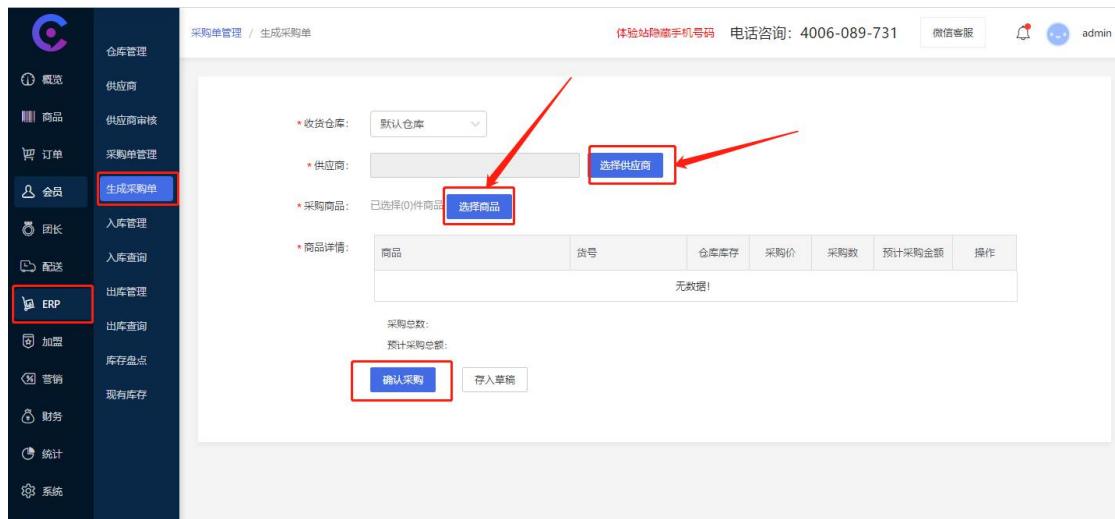 采购单管理 / 生成采购单
体验站隐藏手机号码
电话咨询：4006-089-731
微信客服
admin
概览
商品
订单
会员
团长
配送
ERP
加盟
营销
财务
统计
系统
仓库管理
供应商
供应商审核
采购单管理
生成采购单
入库管理
入库查询
出库管理
出库查询
库存盘点
现有库存
*收货仓库： 默认仓库
*供应商： 选择供应商
*采购商品： 已选择(0)件商品 选择商品
*商品详情：
商品 货号 仓库库存 采购价 采购数 预计采购金额 操作
无数据!
采购总数：
预计采购总额：
确认采购 存入草稿